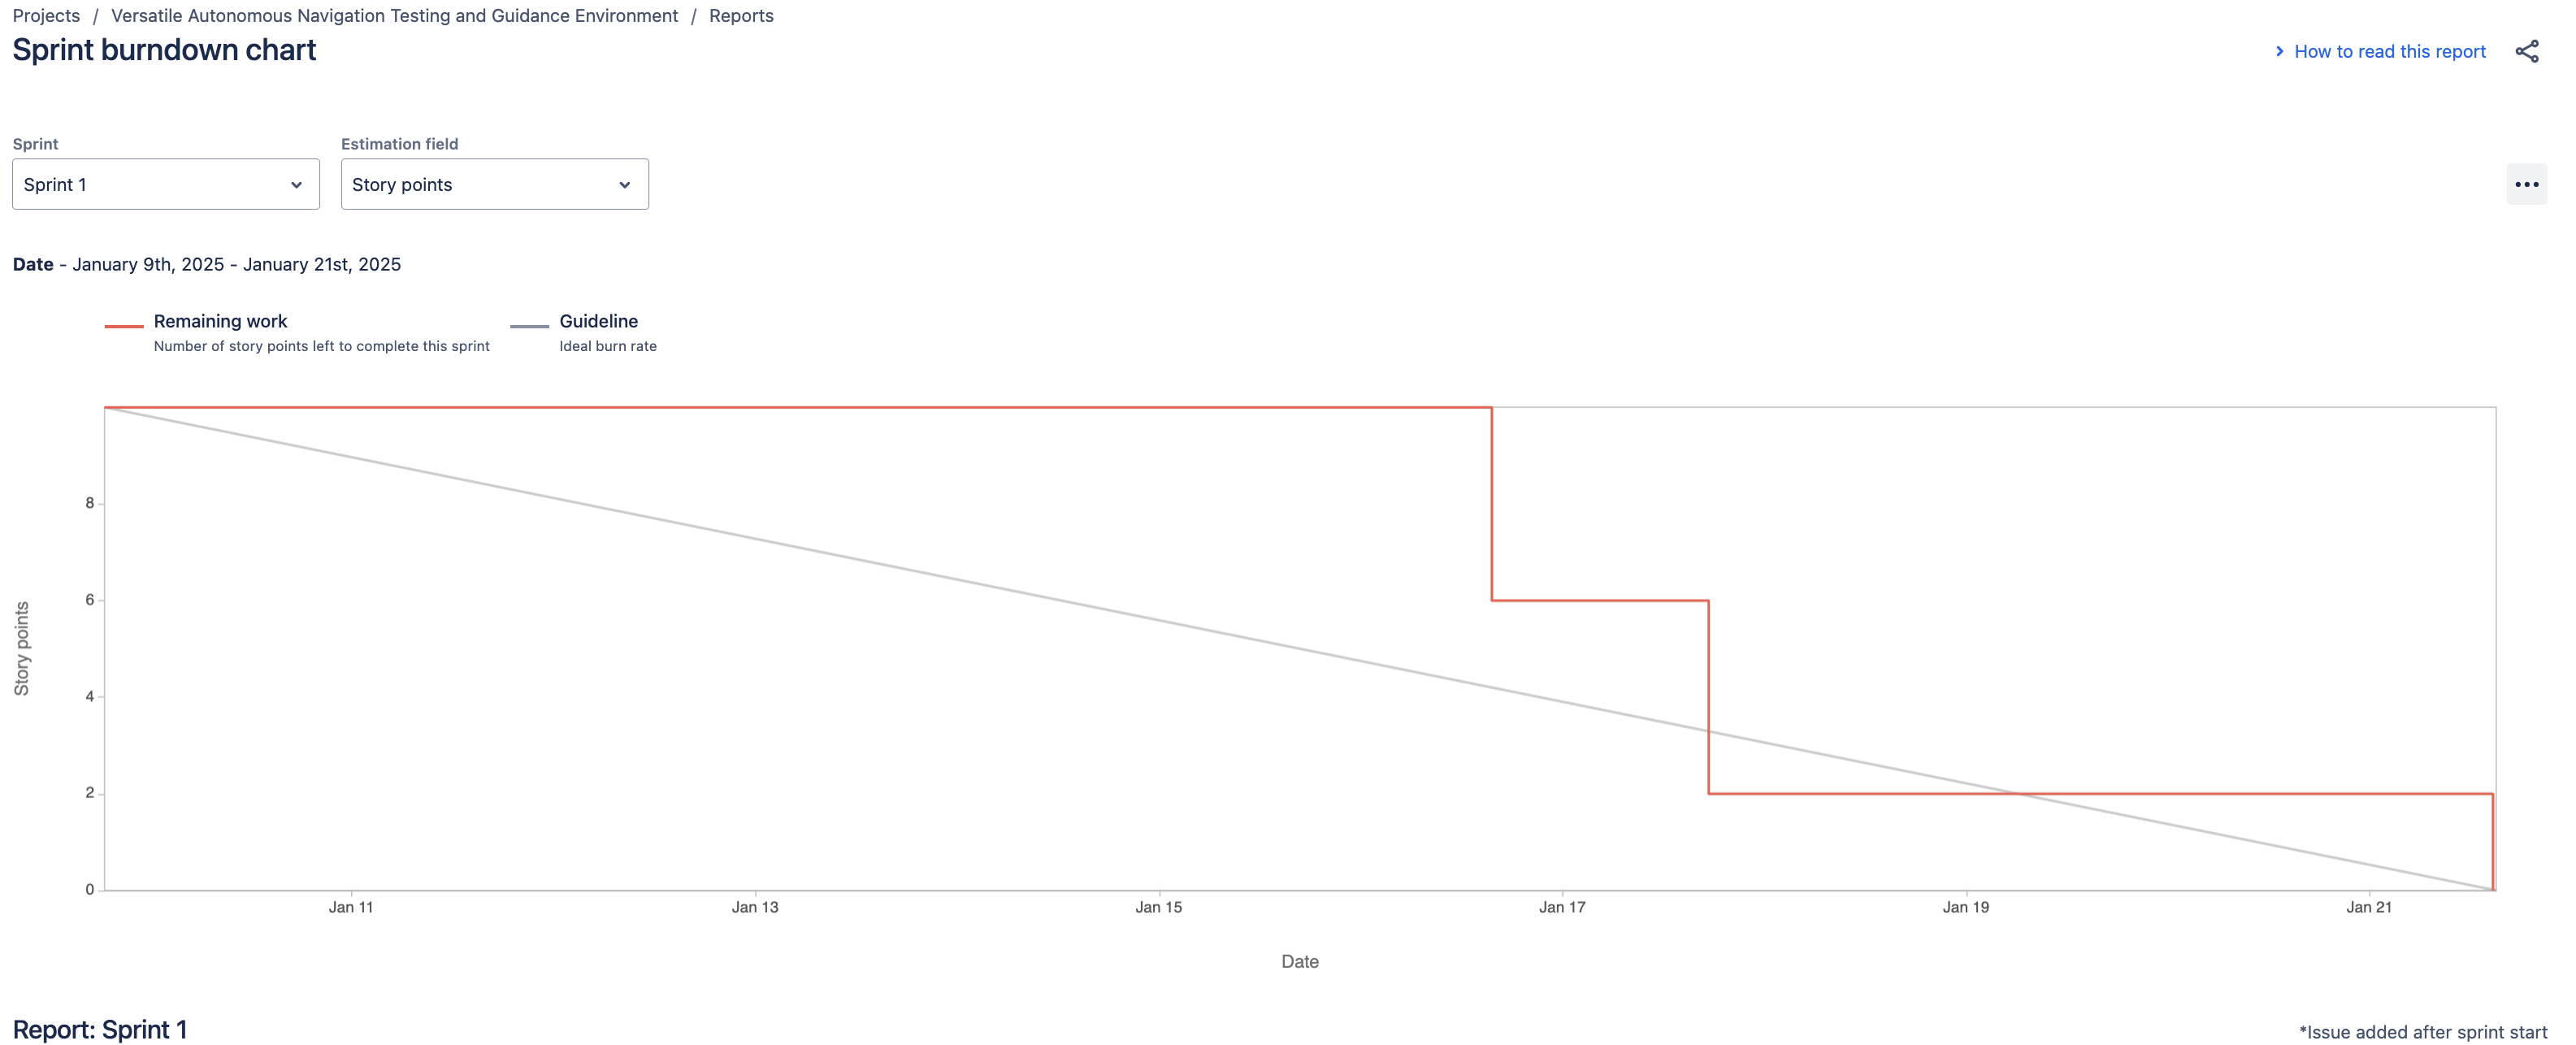 Projects / Versatile Autonomous Navigation Testing and Guidance Environment / Reports
Sprint burndown chart
How to read this report
Sprint
Estimation field
Sprint 1
Story points
Date - January 9th, 2025 - January 21st, 2025
Remaining work
Number of story points left to complete this sprint
Guideline
Ideal burn rate
Story points
8
6
4
2
0
Jan 11
Jan 13
Jan 15
Jan 17
Jan 19
Jan 21
Date
Report: Sprint 1
*Issue added after sprint start